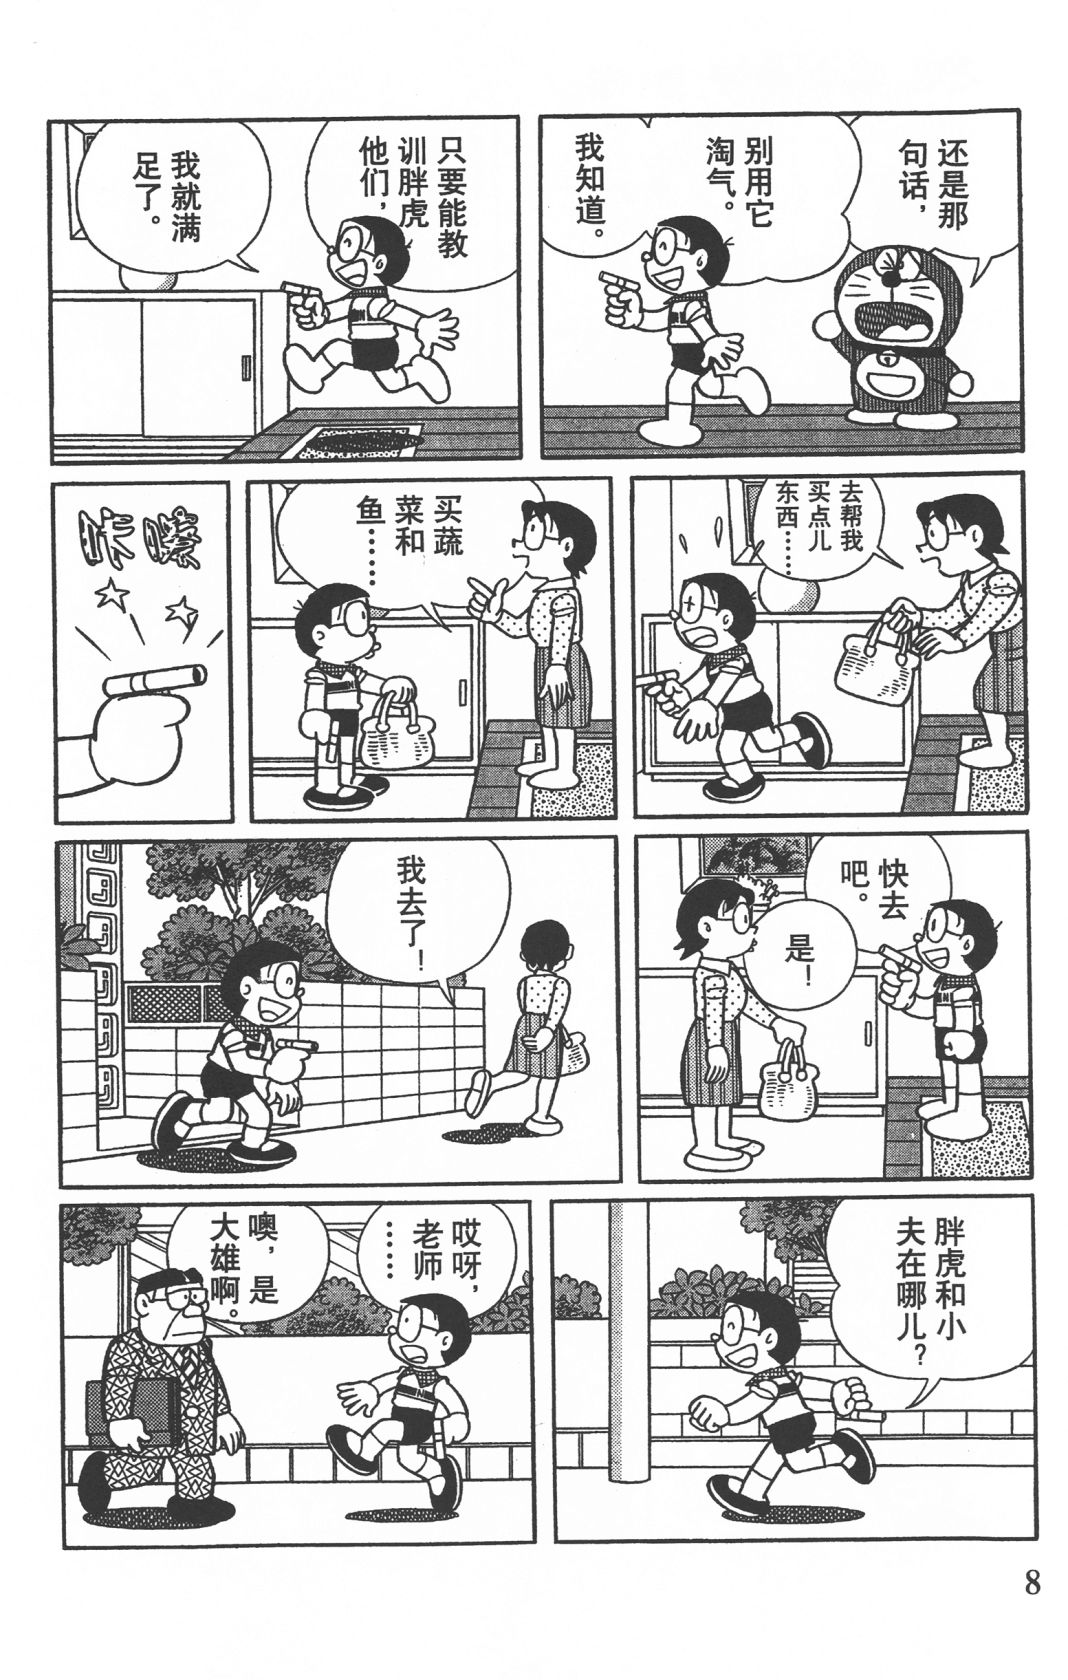 还是那
句话，
别用它
淘气。
我知道。
只要能教
训胖虎
他们，
我就满
足了。
去帮我
买点儿
东西……
买蔬
菜和
鱼……
咔嚓
快去
吧。
是！
我去了！
胖虎和小
夫在哪儿？
哎呀，
老师
……
噢，是
大雄啊。
8